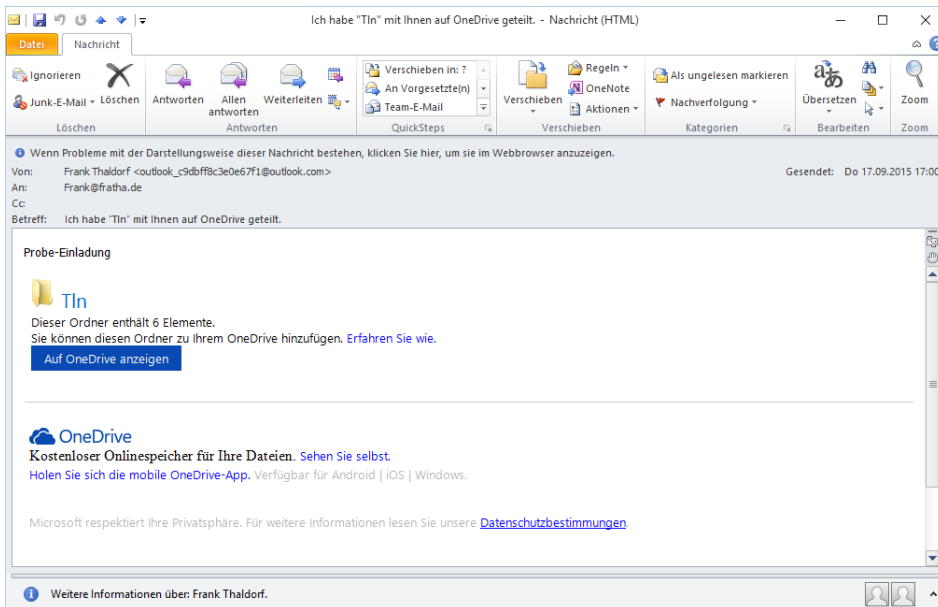 Ich habe "TIn" mit Ihnen auf OneDrive geteilt. - Nachricht (HTML)
Datei Nachricht
Ignorieren
Junk-E-Mail
Löschen
Löschen
Antworten
Allen antworten
Weiterleiten
Antworten
Verschieben in: ?
An Vorgesetzte(n)
Team-E-Mail
QuickSteps
Verschieben
Regeln
OneNote
Aktionen
Verschieben
Als ungelesen markieren
Nachverfolgung
Kategorien
Übersetzen
Bearbeiten
Zoom
Zoom
Wenn Probleme mit der Darstellungsweise dieser Nachricht bestehen, klicken Sie hier, um sie im Webbrowser anzuzeigen.
Von: Frank Thaldorf <outlook_c9dbff8c3e0e67f1@outlook.com> Gesendet: Do 17.09.2015 17:00
An: Frank@fratha.de
Cc:
Betreff: Ich habe "TIn" mit Ihnen auf OneDrive geteilt.
Probe-Einladung
TIn
Dieser Ordner enthält 6 Elemente.
Sie können diesen Ordner zu Ihrem OneDrive hinzufügen. Erfahren Sie wie.
Auf OneDrive anzeigen
OneDrive
Kostenloser Onlinespeicher für Ihre Dateien. Sehen Sie selbst.
Holen Sie sich die mobile OneDrive-App. Verfügbar für Android | iOS | Windows.
Microsoft respektiert Ihre Privatsphäre. Für weitere Informationen lesen Sie unsere Datenschutzbestimmungen.
Weitere Informationen über: Frank Thaldorf.